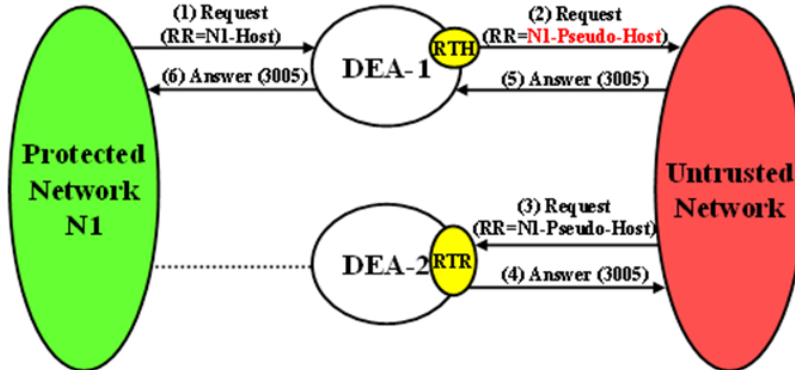 (1) Request
(RR=N1-Host)
(6) Answer (3005)
DEA-1
RTH
(2) Request
(RR=N1-Pseudo-Host)
(5) Answer (3005)
Protected
Network
N1
Untrusted
Network
(3) Request
(RR=N1-Pseudo-Host)
DEA-2
RTR
(4) Answer (3005)